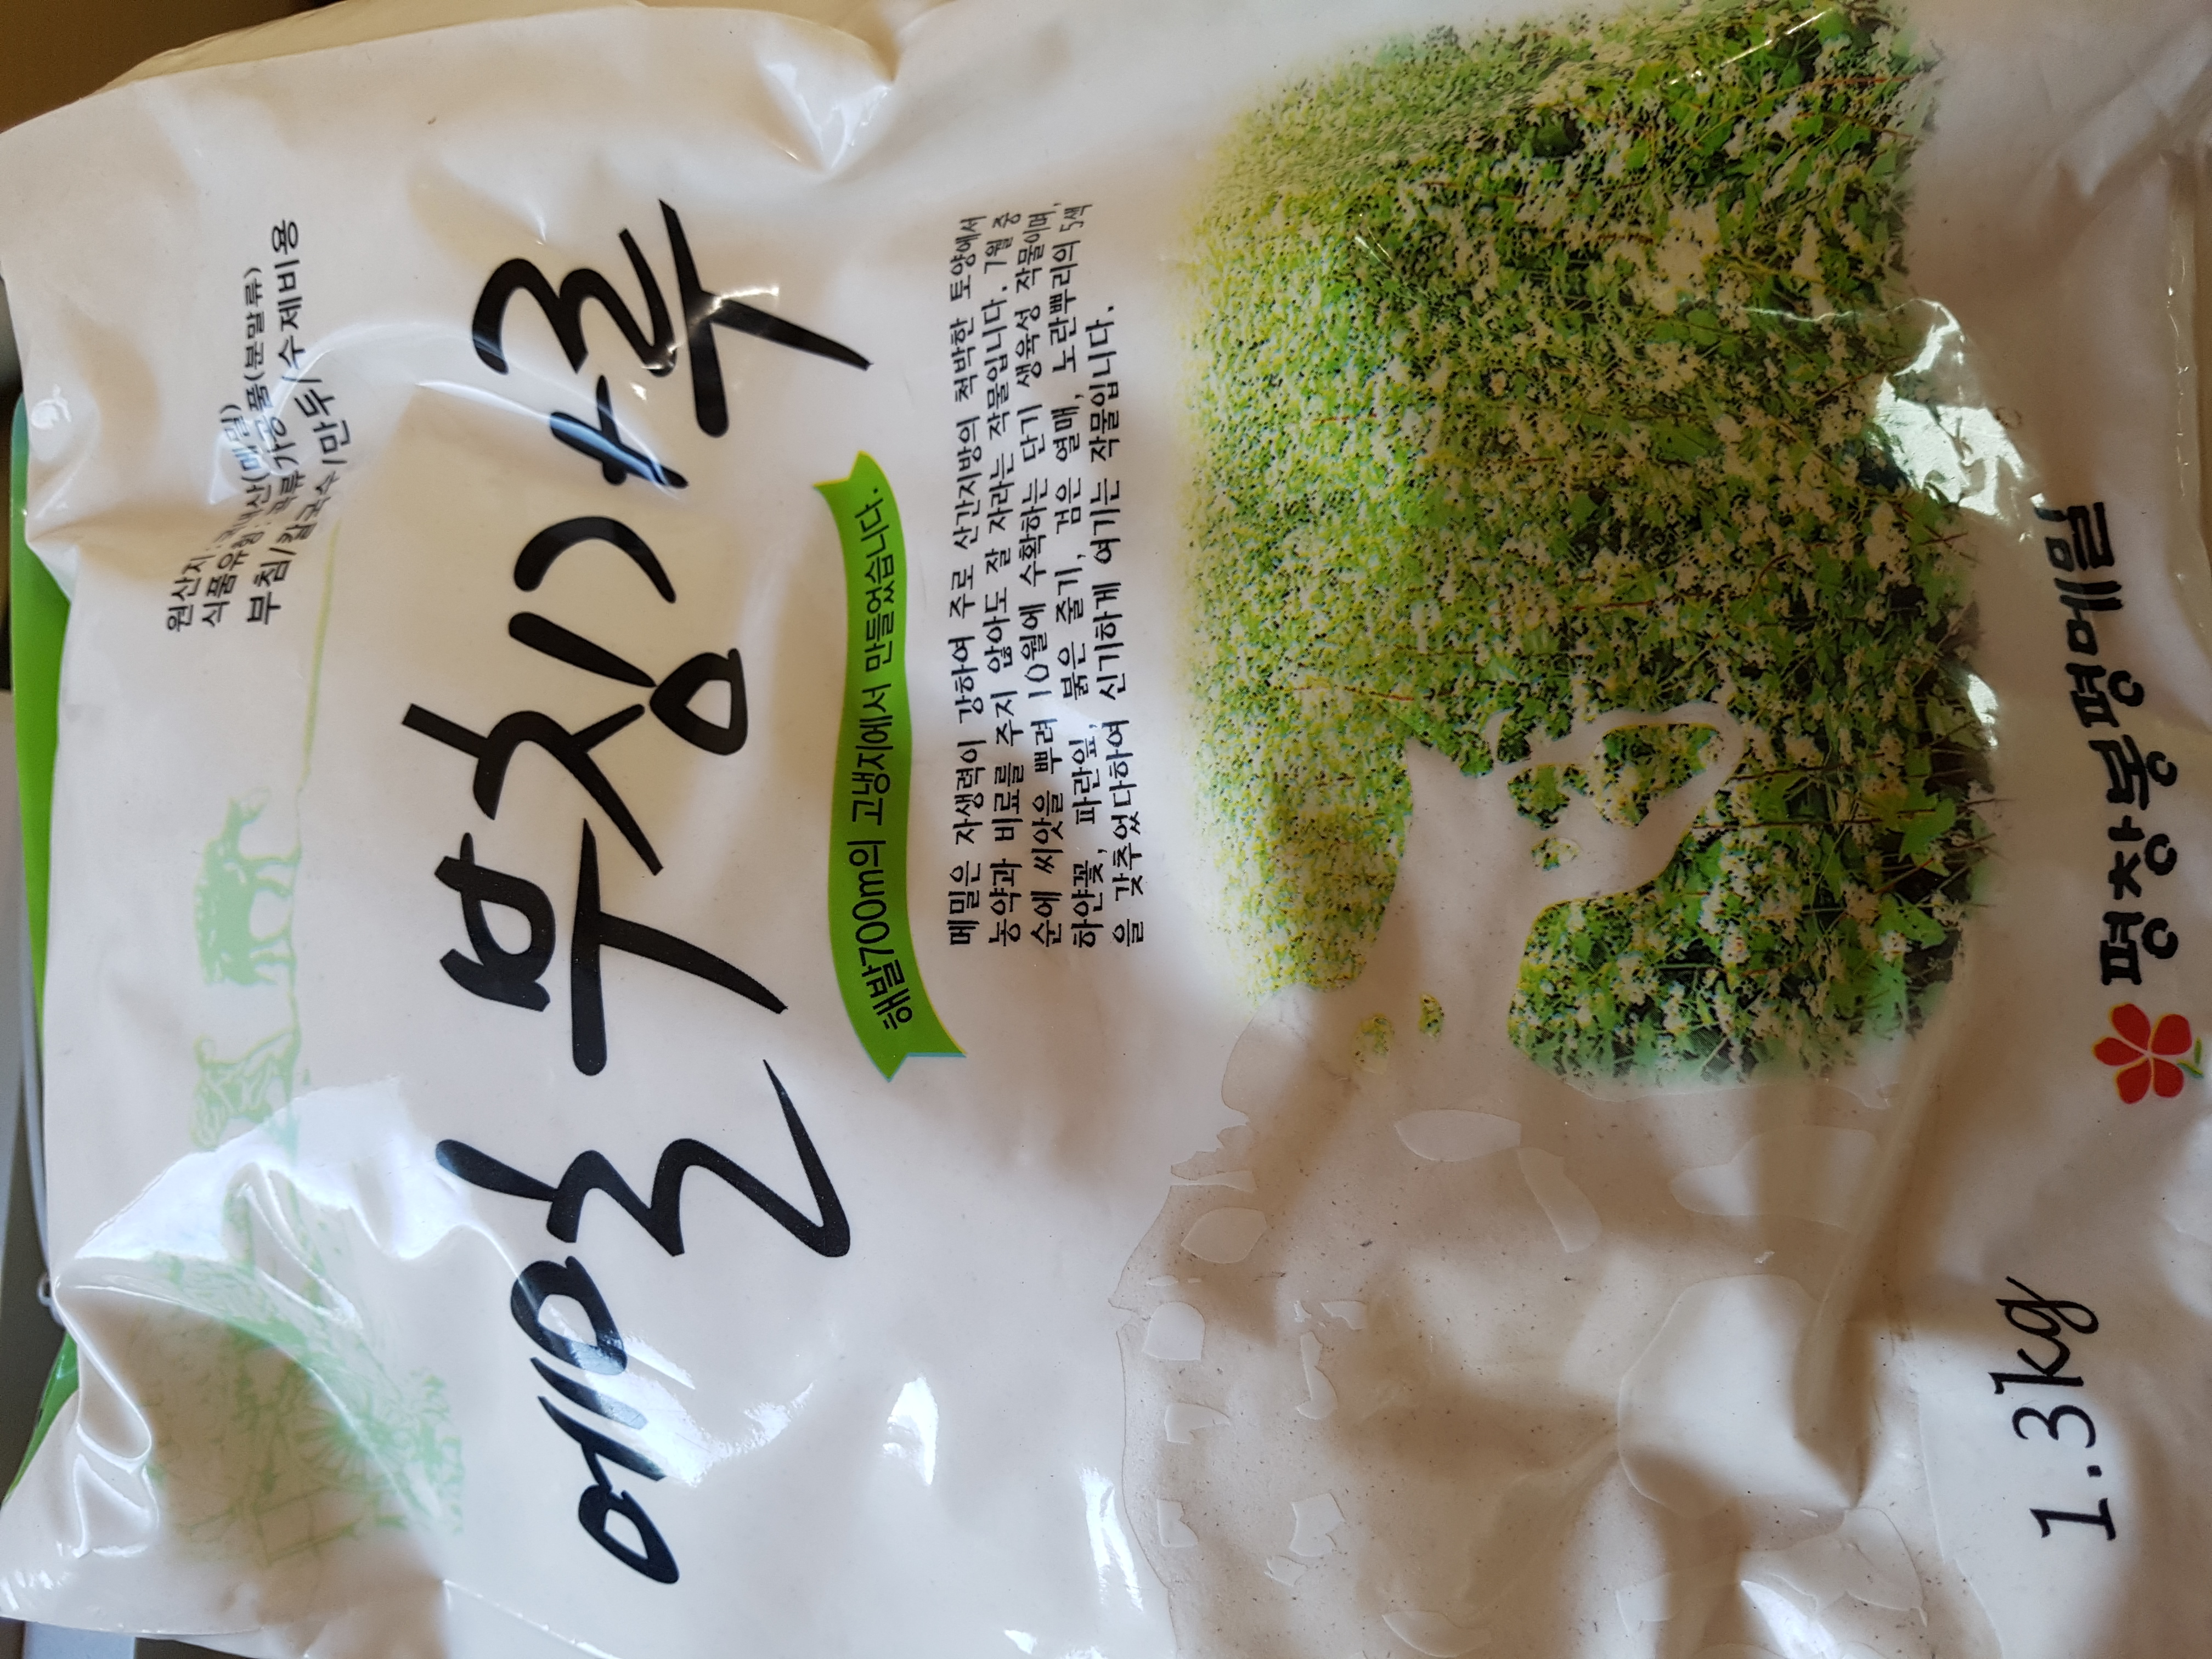 원산지: 국내산(메밀)
식품유형: 곡류가공품(분말류)
부침/칼국수/만두/수제비용
메밀 부침가루
해발700m의 고냉지에서 만들었습니다.
메밀은 자생력이 강하여 주로 산간지방의 척박한 토양에서
농약과 비료를 주지 않아도 잘 자라는 작물입니다. 7월 중
순에 씨앗을 뿌려 10월에 수확하는 단기 생육성 작물이며,
하얀꽃, 파란잎, 붉은 줄기, 검은 열매, 노란뿌리의 5색
을 갖추었다하여 신기하게 여기는 작물입니다.
평창봉평메밀
1.3kg